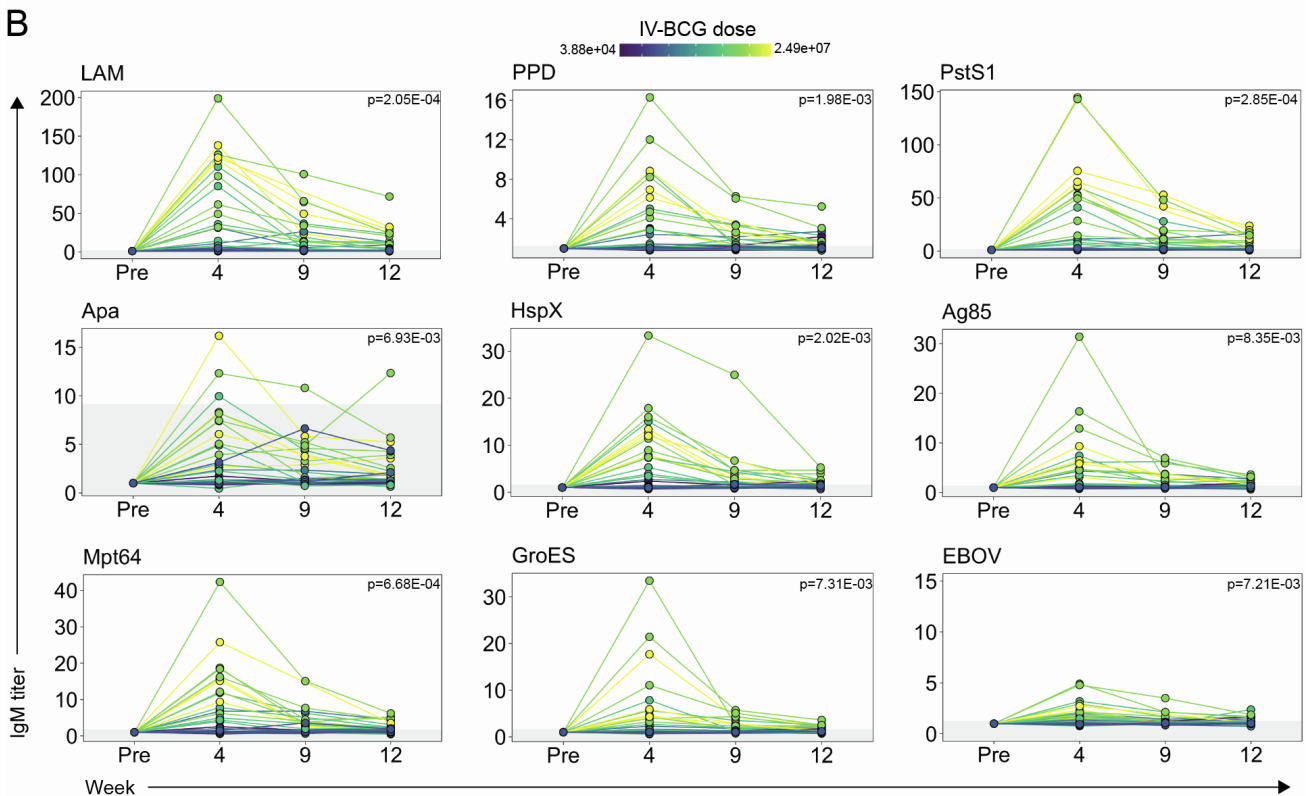 B
IV-BCG dose
3.88e+04 2.49e+07
LAM
p=2.05E-04
200
150
100
50
0
Pre 4 9 12
PPD
p=1.98E-03
16
12
8
4
Pre 4 9 12
PstS1
p=2.85E-04
150
100
50
0
Pre 4 9 12
Apa
p=6.93E-03
15
10
5
0
Pre 4 9 12
HspX
p=2.02E-03
30
20
10
0
Pre 4 9 12
Ag85
p=8.35E-03
30
20
10
0
Pre 4 9 12
Mpt64
p=6.68E-04
40
30
20
10
0
Pre 4 9 12
GroES
p=7.31E-03
30
20
10
0
Pre 4 9 12
EBOV
p=7.21E-03
15
10
5
0
Pre 4 9 12
IgM titer
Week